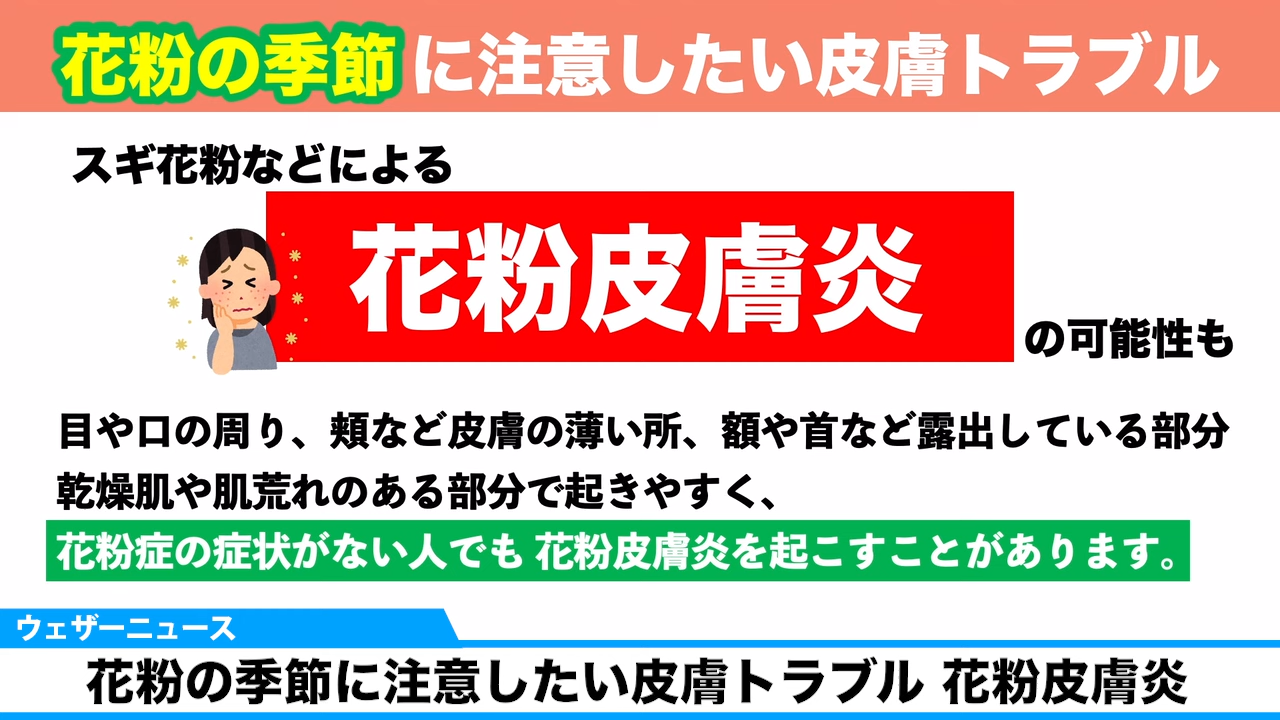 花粉の季節に注意したい皮膚トラブル
スギ花粉などによる
花粉皮膚炎
の可能性も
目や口の周り、頬など皮膚の薄い所、額や首など露出している部分
乾燥肌や肌荒れのある部分で起きやすく、
花粉症の症状がない人でも 花粉皮膚炎を起こすことがあります。
ウェザーニュース
花粉の季節に注意したい皮膚トラブル 花粉皮膚炎